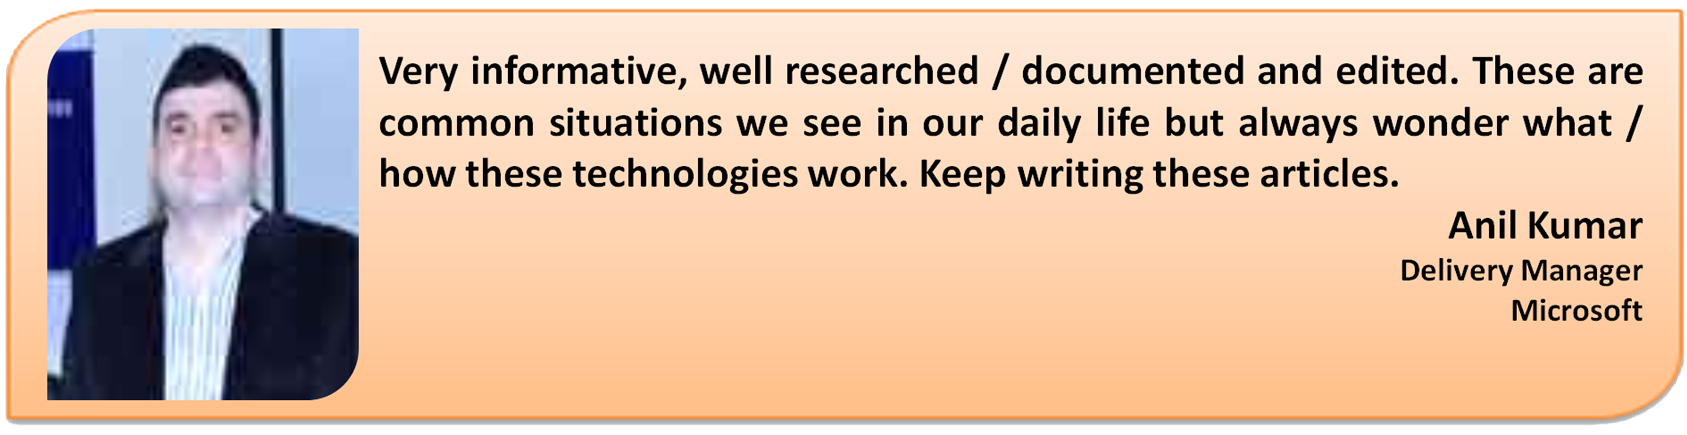 Very informative, well researched / documented and edited. These are
common situations we see in our daily life but always wonder what /
how these technologies work. Keep writing these articles.
Anil Kumar
Delivery Manager
Microsoft